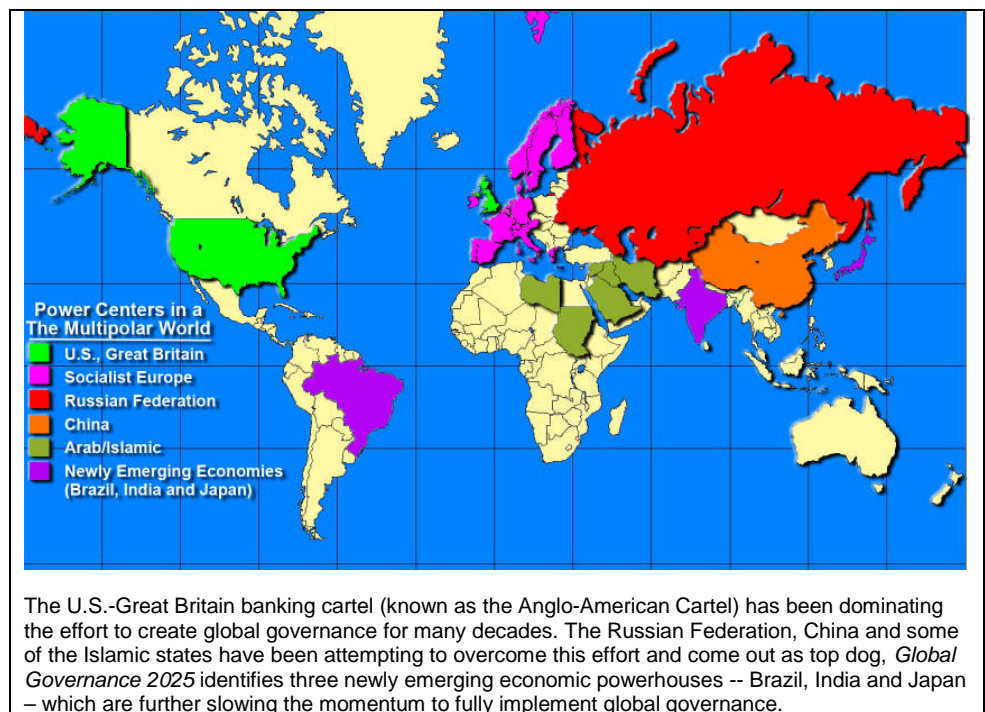 Power Centers in a
The Multipolar World
U.S., Great Britain
Socialist Europe
Russian Federation
China
Arab/Islamic
Newly Emerging Economies
(Brazil, India and Japan)
The U.S.-Great Britain banking cartel (known as the Anglo-American Cartel) has been dominating
the effort to create global governance for many decades. The Russian Federation, China and some
of the Islamic states have been attempting to overcome this effort and come out as top dog, Global
Governance 2025 identifies three newly emerging economic powerhouses -- Brazil, India and Japan
– which are further slowing the momentum to fully implement global governance.